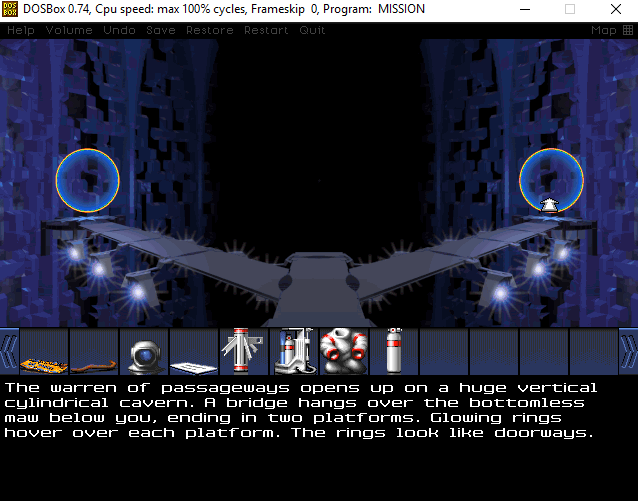 DOS
BOX
DOSBox 0.74, Cpu speed: max 100% cycles, Frameskip 0, Program: MISSION
Help Volume Undo Save Restore Restart Quit Map
The warren of passageways opens up on a huge vertical
cylindrical cavern. A bridge hangs over the bottomless
maw below you, ending in two platforms. Glowing rings
hover over each platform. The rings look like doorways.